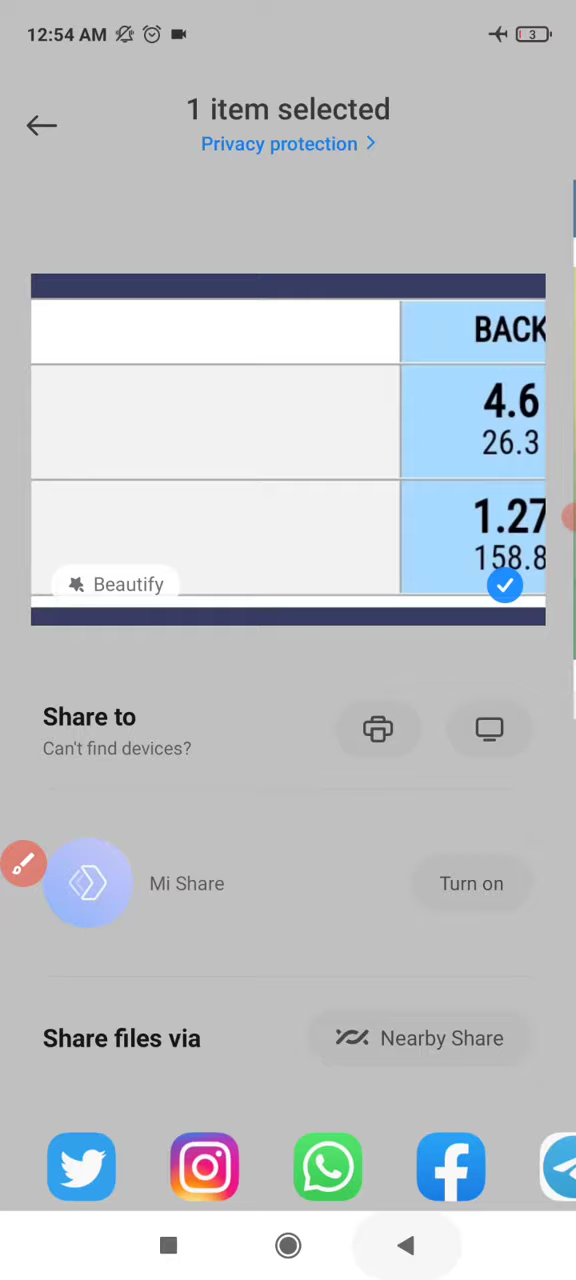 12:54 AM
3
1 item selected
Privacy protection
BACK
4.6
26.3
1.27
158.8
Beautify
Share to
Can't find devices?
Mi Share
Turn on
Share files via
Nearby Share